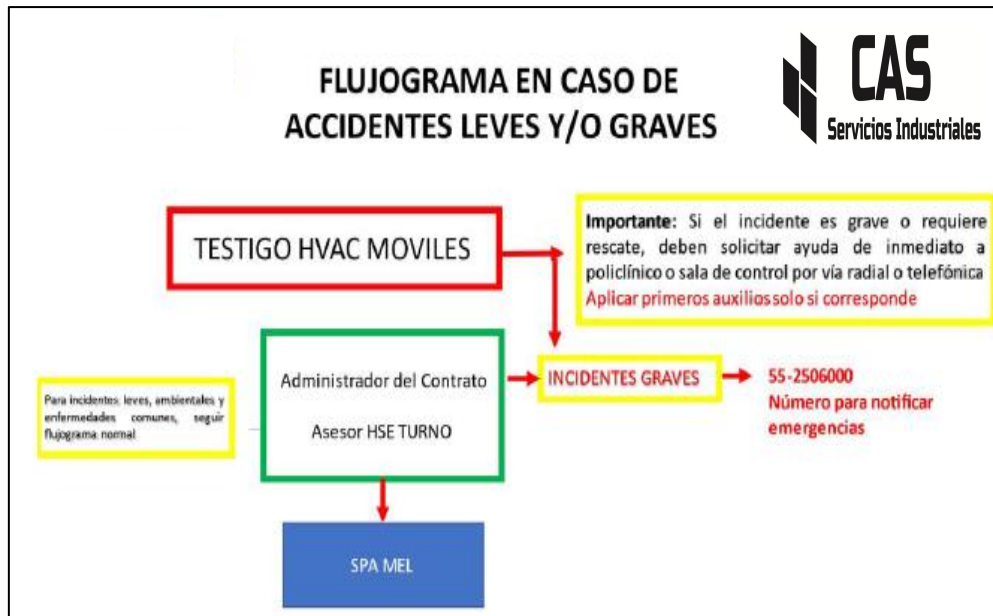 FLUJOGRAMA EN CASO DE
ACCIDENTES LEVES Y/O GRAVES
CAS
Servicios Industriales
TESTIGO HVAC MOVILES
Importante: Si el incidente es grave o requiere
rescate, deben solicitar ayuda de inmediato a
policlínico o sala de control por vía radial o telefónica
Aplicar primeros auxilios solo si corresponde
Para incidentes, leves, ambientales y
enfermedades comunes, seguir
flujograma normal
Administrador del Contrato
Asesor HSE TURNO
INCIDENTES GRAVES
55-2506000
Número para notificar
emergencias
SPA MEL